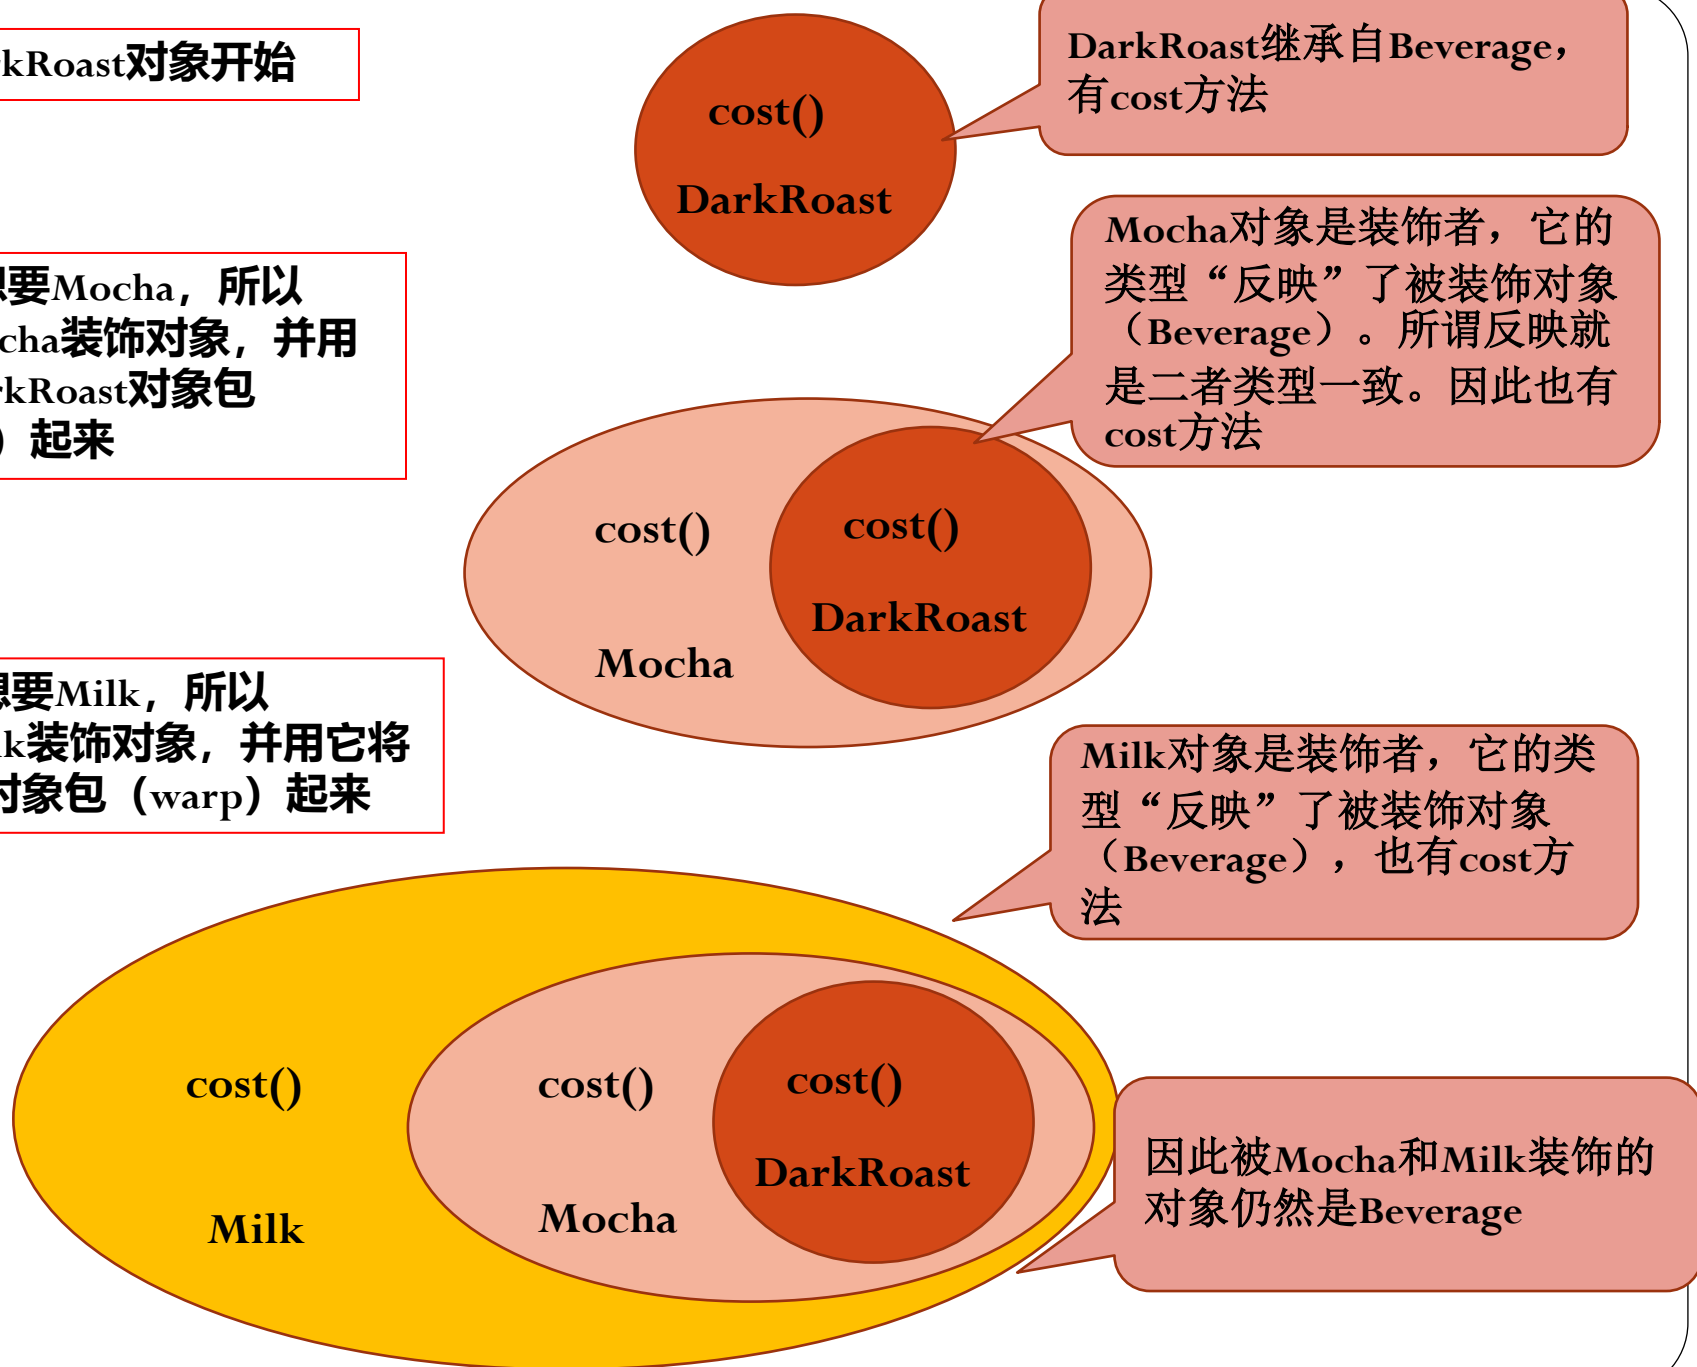 kRoast对象开始
cost()
DarkRoast
DarkRoast继承自Beverage，
有cost方法
要Mocha，所以
cha装饰对象，并用
rkRoast对象包
）起来
Mocha对象是装饰者，它的
类型“反映”了被装饰对象
（Beverage）。所谓反映就
是二者类型一致。因此也有
cost方法
cost()
Mocha
cost()
DarkRoast
要Milk，所以
k装饰对象，并用它将
对象包（warp）起来
Milk对象是装饰者，它的类
型“反映”了被装饰对象
（Beverage），也有cost方
法
cost()
Milk
cost()
Mocha
cost()
DarkRoast
因此被Mocha和Milk装饰的
对象仍然是Beverage